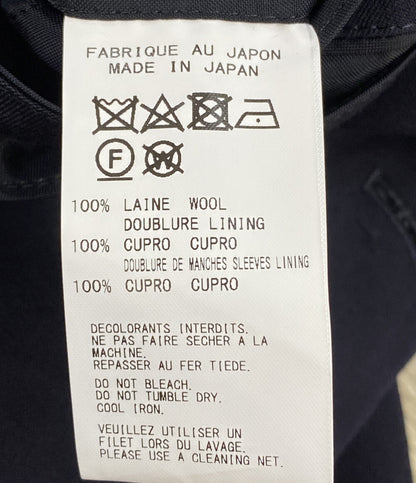 FABRIQUE AU JAPON
MADE IN JAPAN
F W
100% LAINE WOOL
DOUBLURE LINING
100% CUPRO CUPRO
DOUBLURE DE MANCHES SLEEVES LINING
100% CUPRO CUPRO
DECOLORANTS INTERDITS.
NE PAS FAIRE SECHER A LA
MACHINE.
REPASSER AU FER TIEDE.
DO NOT BLEACH.
DO NOT TUMBLE DRY.
COOL IRON.
VEUILLEZ UTILISER UN
FILET LORS DU LAVAGE.
PLEASE USE A CLEANING NET.